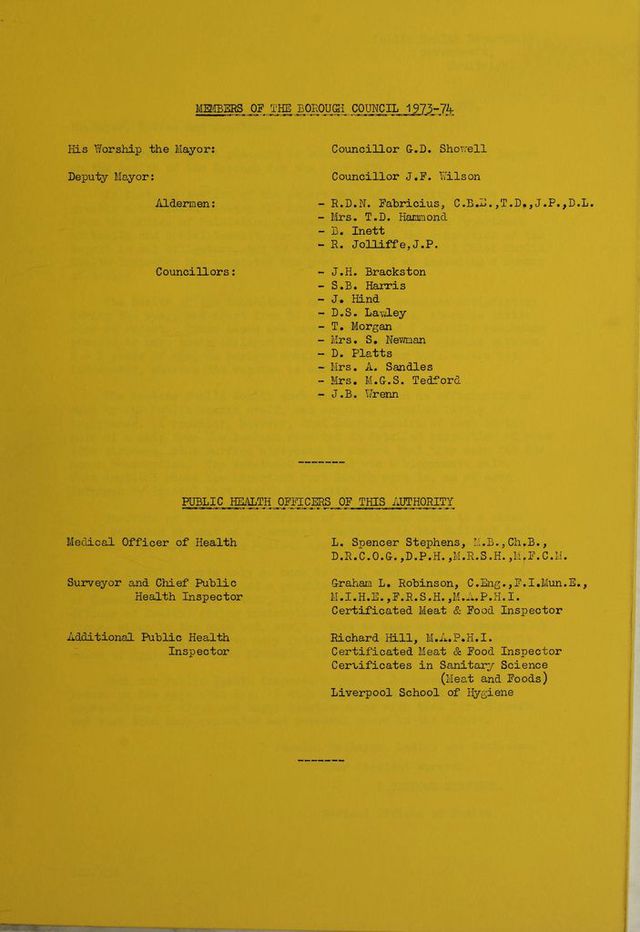 MEMBERS OF THE BOROUGH COUNCIL 1973-74
His Worship the Mayor: Councillor G.D. Showell
Deputy Mayor: Councillor J.F. Wilson
Aldermen: - R.D.N. Fabricius, C.B.E.,T.D.,J.P.,D.L.
- Mrs. T.D. Hammond
- B. Inett
- R. Jolliffe,J.P.
Councillors: - J.H. Brackston
- S.B. Harris
- J. Hind
- D.S. Lawley
- T. Morgan
- Mrs. S. Newman
- D. Platts
- Mrs. A. Sandles
- Mrs. M.G.S. Tedford
- J.B. Wrenn
-------
PUBLIC HEALTH OFFICERS OF THIS AUTHORITY
Medical Officer of Health L. Spencer Stephens, M.B.,Ch.B.,
D.R.C.O.G.,D.P.H.,M.R.S.H.,M.F.C.M.
Surveyor and Chief Public Graham L. Robinson, C.Eng.,F.I.Mun.E.,
Health Inspector M.I.H.E.,F.R.S.H.,M.A.P.H.I.
Certificated Meat & Food Inspector
Additional Public Health Richard Hill, M.A.P.H.I.
Inspector Certificated Meat & Food Inspector
Certificates in Sanitary Science
(Meat and Foods)
Liverpool School of Hygiene
-------